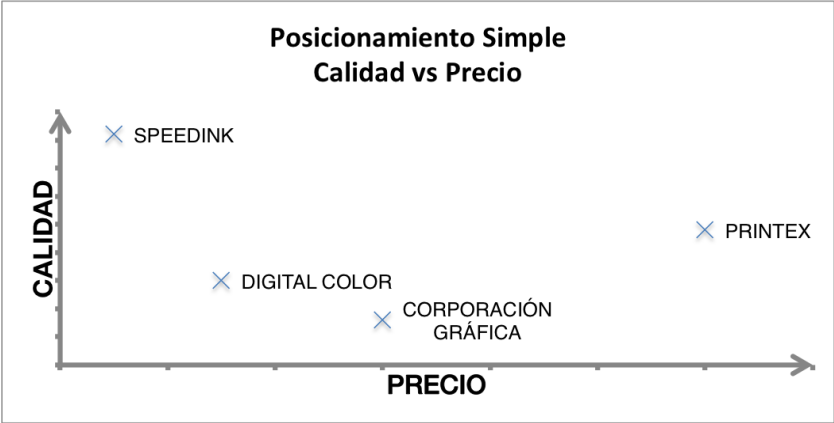 Posicionamiento Simple
Calidad vs Precio
SPEEDINK
PRINTEX
DIGITAL COLOR
CORPORACIÓN
GRÁFICA
CALIDAD
PRECIO